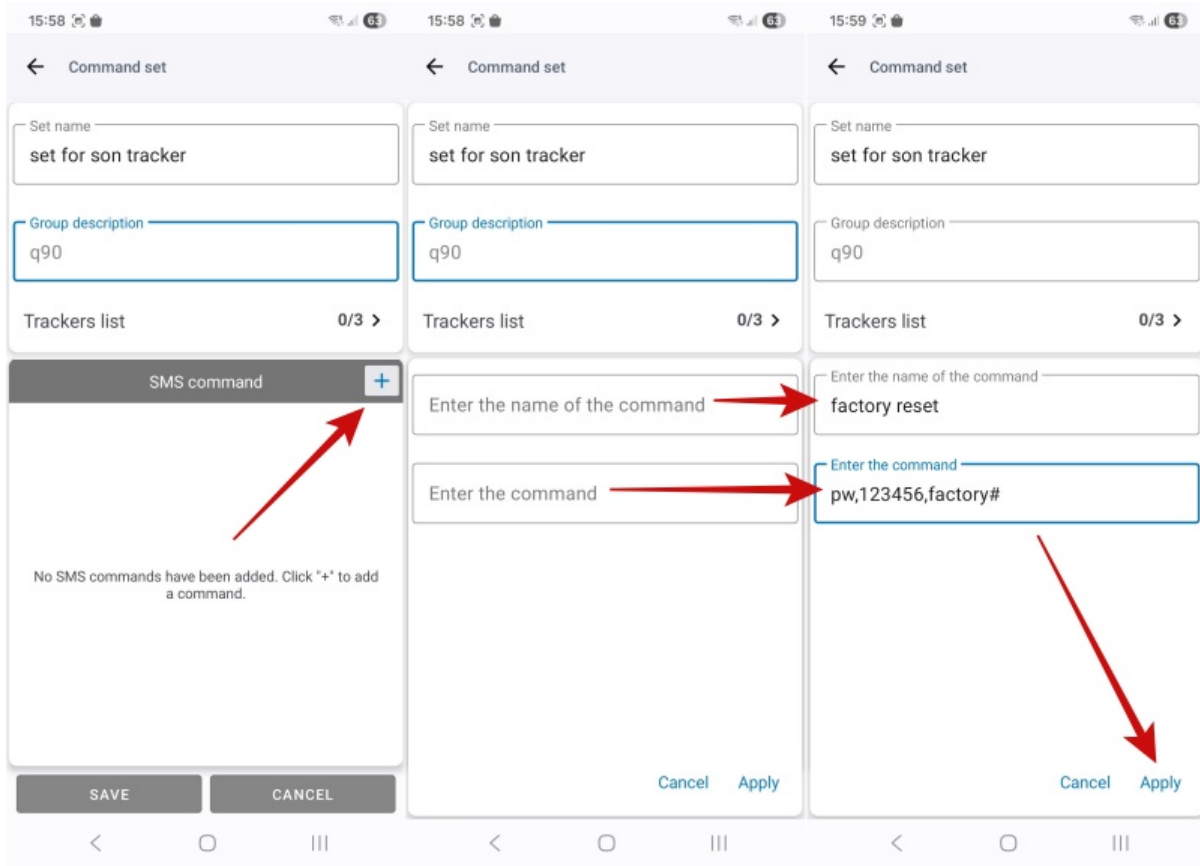 15:58
63
Command set
Set name
set for son tracker
Group description
q90
Trackers list
0/3
SMS command
+
No SMS commands have been added. Click "+" to add
a command.
SAVE
CANCEL
15:58
63
Command set
Set name
set for son tracker
Group description
q90
Trackers list
0/3
Enter the name of the command
Enter the command
Cancel
Apply
15:59
63
Command set
Set name
set for son tracker
Group description
q90
Trackers list
0/3
Enter the name of the command
factory reset
Enter the command
pw,123456,factory#
Cancel
Apply